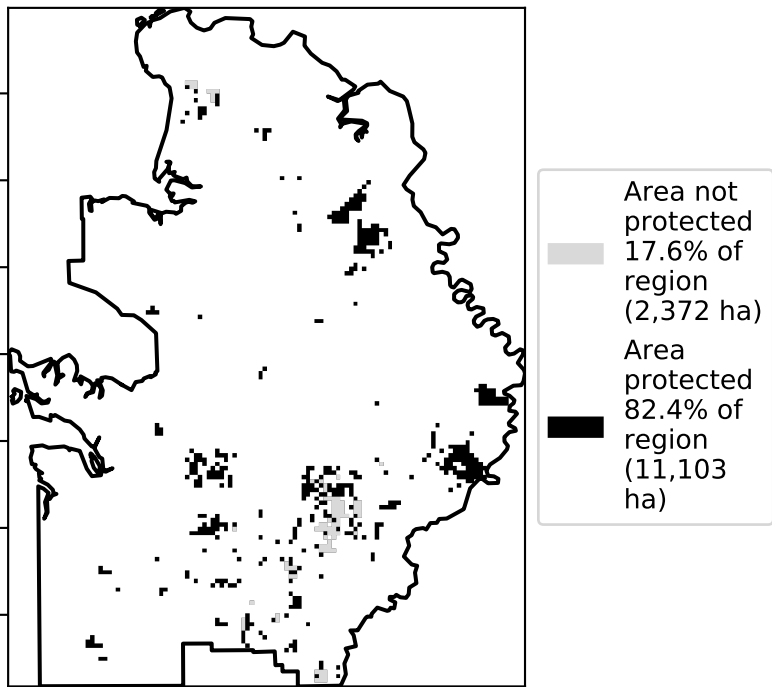 Area not
protected
17.6% of
region
(2,372 ha)
Area
protected
82.4% of
region
(11,103
ha)